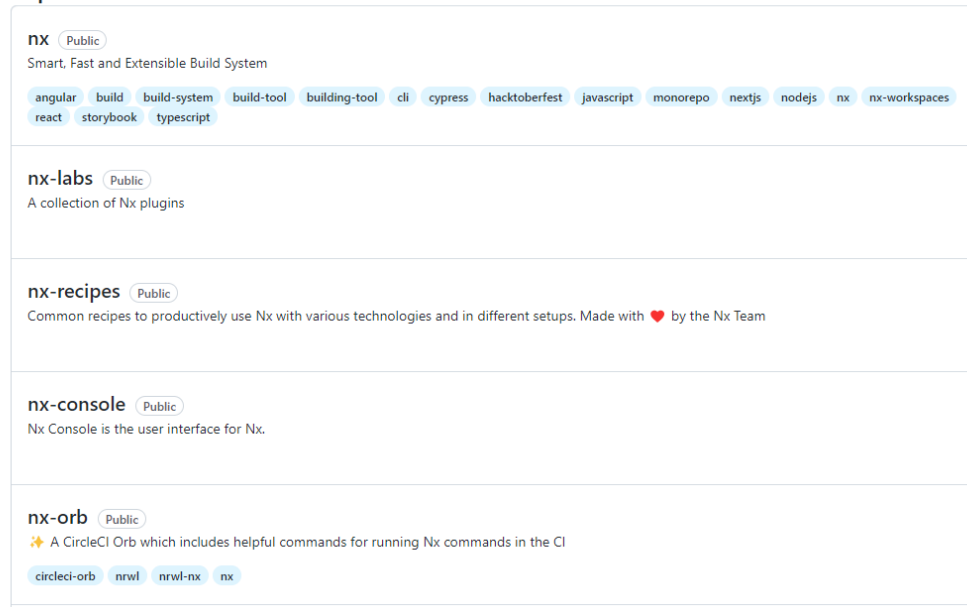 nx Public
Smart, Fast and Extensible Build System
angular build build-system build-tool building-tool cli cypress hacktoberfest javascript monorepo nextjs nodejs nx nx-workspaces
react storybook typescript
nx-labs Public
A collection of Nx plugins
nx-recipes Public
Common recipes to productively use Nx with various technologies and in different setups. Made with ❤️ by the Nx Team
nx-console Public
Nx Console is the user interface for Nx.
nx-orb Public
✨ A CircleCI Orb which includes helpful commands for running Nx commands in the CI
circleci-orb nrwl nrwl-nx nx